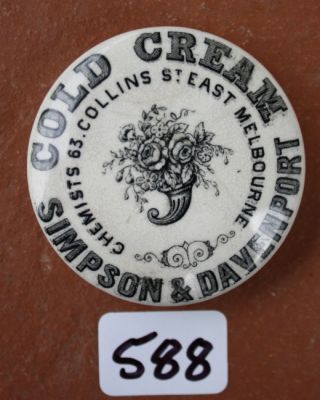 COLD CREAM
CHEMISTS 63, COLLINS ST EAST MELBOURNE
SIMPSON & DAVENPORT
588